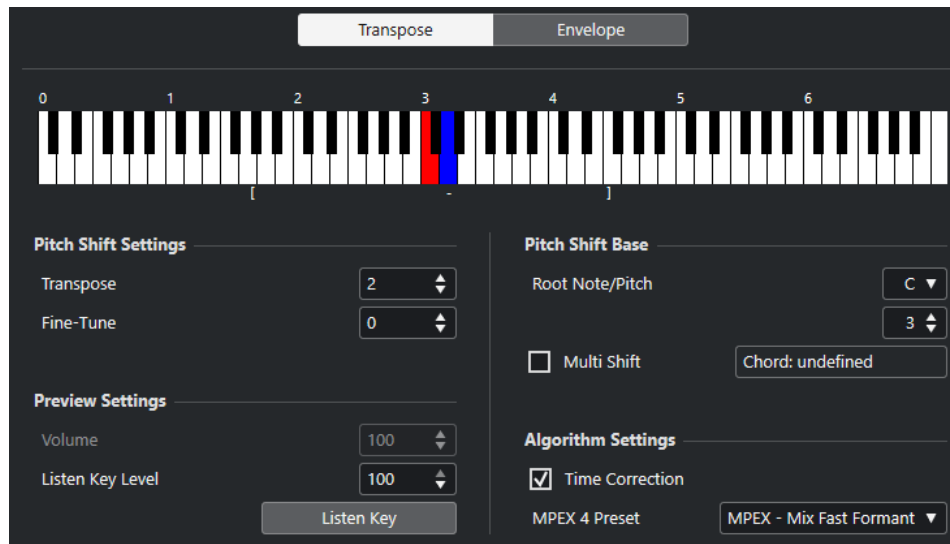 Transpose Envelope
0 1 2 3 4 5 6
[ - ]
Pitch Shift Settings
Transpose 2
Fine-Tune 0
Preview Settings
Volume 100
Listen Key Level 100
Listen Key
Pitch Shift Base
Root Note/Pitch C
3
Multi Shift Chord: undefined
Algorithm Settings
Time Correction
MPEX 4 Preset MPEX - Mix Fast Formant